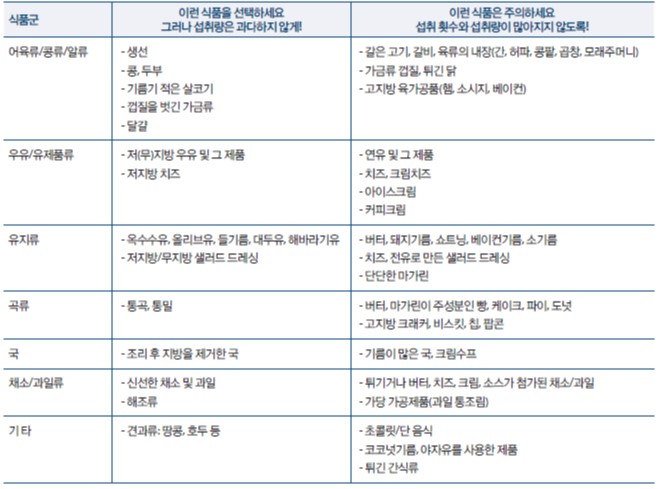 식품군
이런 식품을 선택하세요
그러나 섭취량은 과다하지 않게!
이런 식품은 주의하세요
섭취 횟수와 섭취량이 많아지지 않도록!
어육류/콩류/알류
- 생선
- 콩, 두부
- 기름기 적은 살코기
- 껍질을 벗긴 가금류
- 달걀
- 갈은 고기, 갈비, 육류의 내장(간, 허파, 콩팥, 곱창, 모래주머니)
- 가금류 껍질, 튀긴 닭
- 고지방 육가공품(햄, 소시지, 베이컨)
우유/유제품류
- 저(무)지방 우유 및 그 제품
- 저지방 치즈
- 연유 및 그 제품
- 치즈, 크림치즈
- 아이스크림
- 커피크림
유지류
- 옥수수유, 올리브유, 들기름, 대두유, 해바라기유
- 저지방/무지방 샐러드 드레싱
- 버터, 돼지기름, 쇼트닝, 베이컨기름, 소기름
- 치즈, 전유로 만든 샐러드 드레싱
- 단단한 마가린
곡류
- 통곡, 통밀
- 버터, 마가린이 주성분인 빵, 케이크, 파이, 도넛
- 고지방 크래커, 비스킷, 칩, 팝콘
국
- 조리 후 지방을 제거한 국
- 기름이 많은 국, 크림수프
채소/과일류
- 신선한 채소 및 과일
- 해조류
- 튀기거나 버터, 치즈, 크림, 소스가 첨가된 채소/과일
- 가당 가공제품(과일 통조림)
기타
- 견과류: 땅콩, 호두 등
- 초콜릿/단 음식
- 코코넛기름, 야자유를 사용한 제품
- 튀긴 간식류